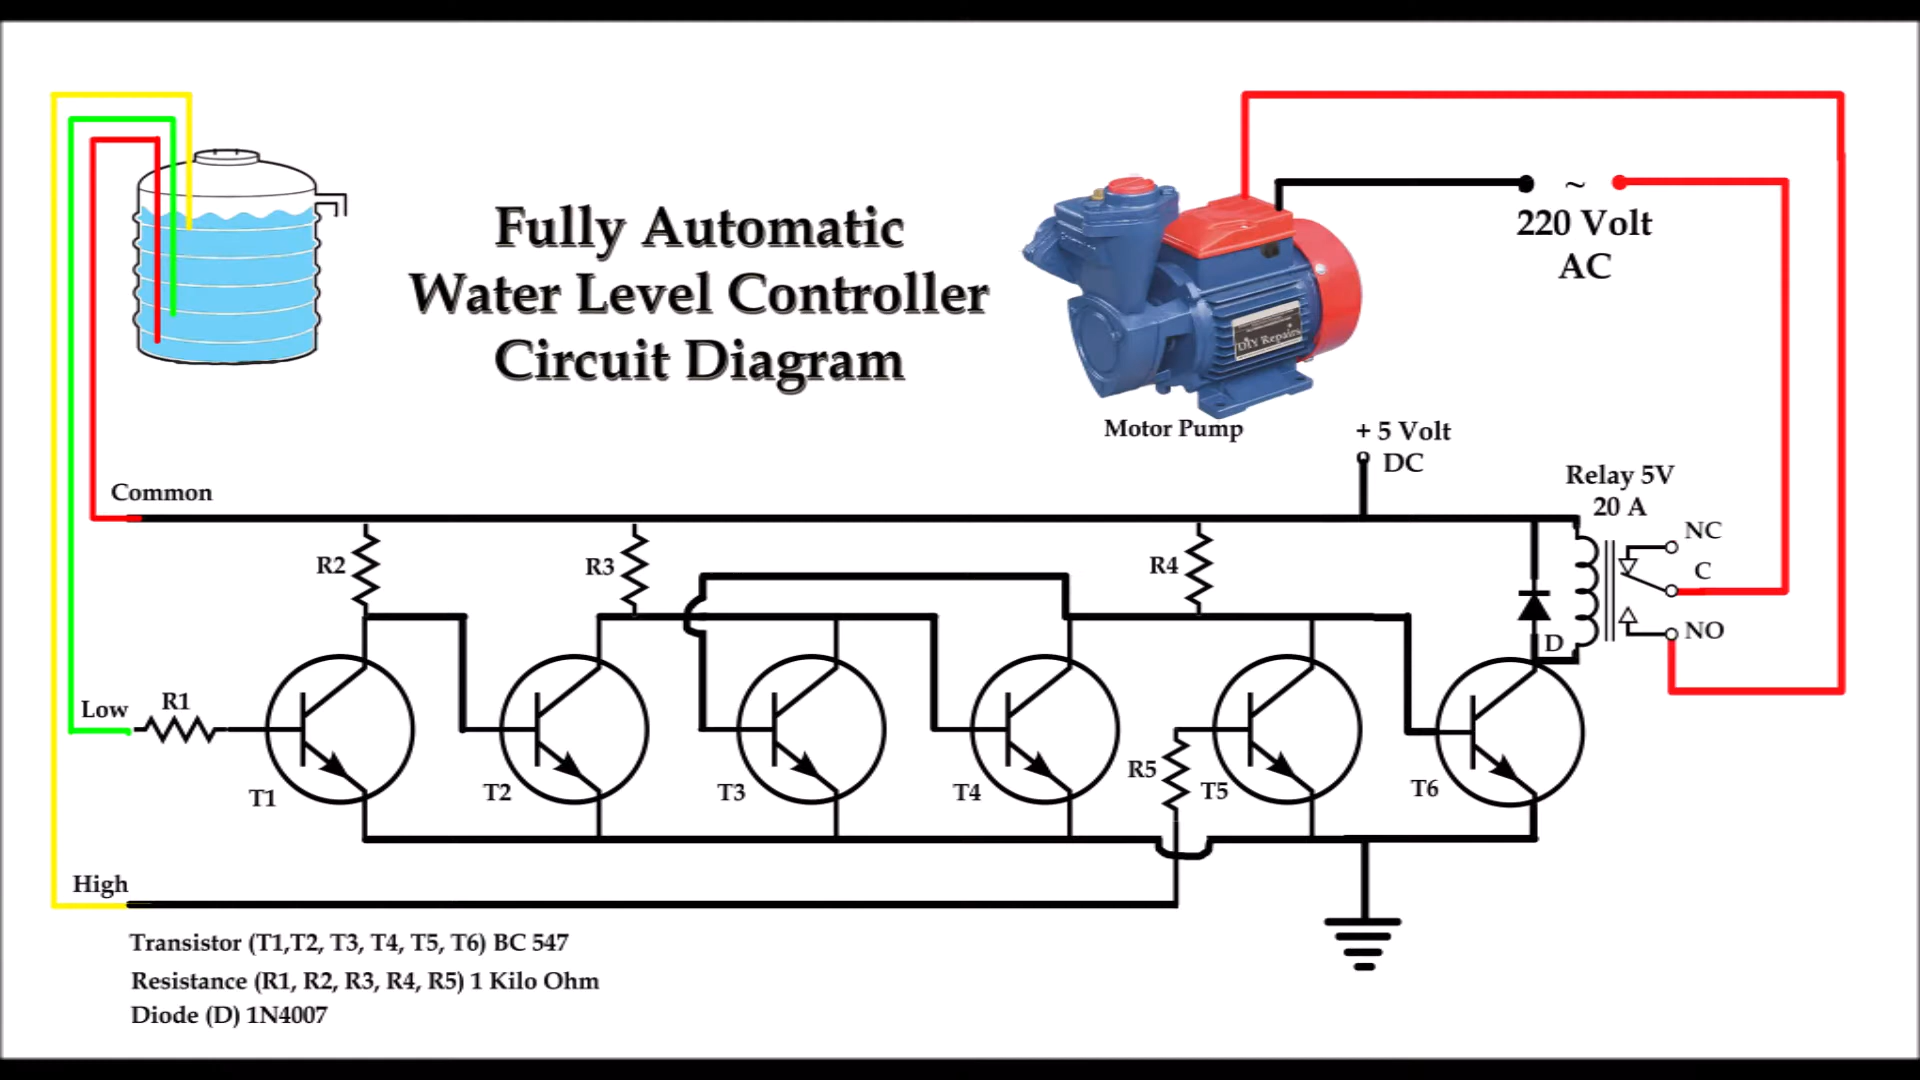 Fully Automatic
Water Level Controller
Circuit Diagram
~
220 Volt
AC
DIY Repairs
Motor Pump
+ 5 Volt
DC
Relay 5V
20 A
NC
C
NO
Common
R2
R3
R4
D
Low
R1
T1
T2
T3
T4
R5
T5
T6
High
Transistor (T1,T2, T3, T4, T5, T6) BC 547
Resistance (R1, R2, R3, R4, R5) 1 Kilo Ohm
Diode (D) 1N4007